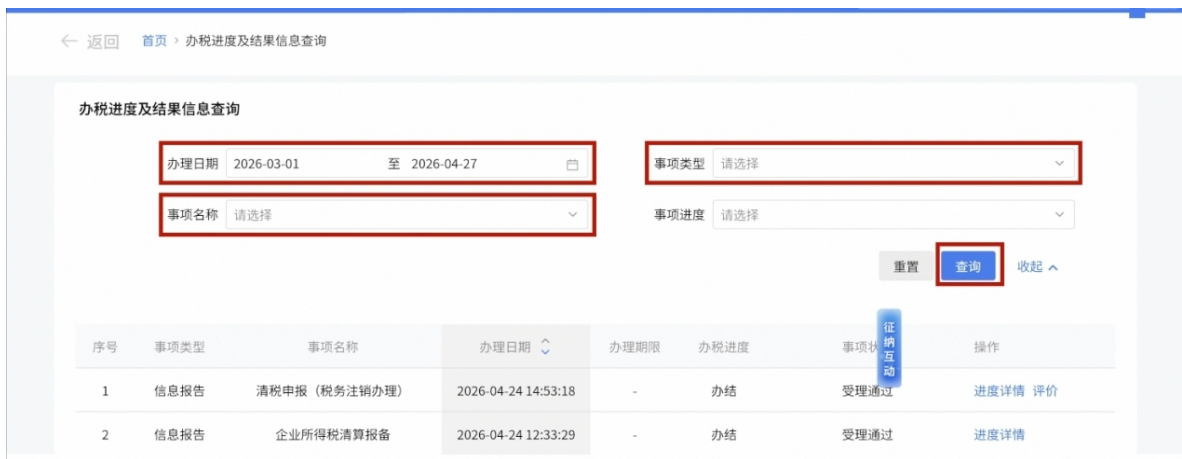 ← 返回 首页 › 办税进度及结果信息查询
办税进度及结果信息查询
办理日期 2026-03-01 至 2026-04-27 事项类型 请选择
事项名称 请选择 事项进度 请选择
重置 查询 收起
序号 事项类型 事项名称 办理日期 办理期限 办税进度 事项状 操作
征纳互动
1 信息报告 清税申报（税务注销办理） 2026-04-24 14:53:18 - 办结 受理通过 进度详情 评价
2 信息报告 企业所得税清算报备 2026-04-24 12:33:29 - 办结 受理通过 进度详情